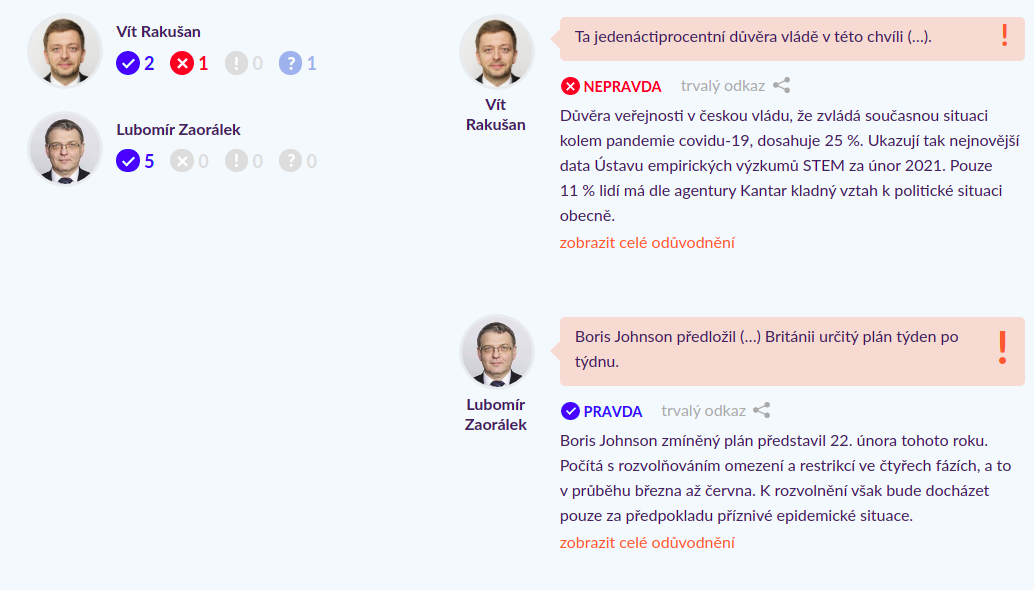 Vít Rakušan
2 1 0 1
Lubomír Zaorálek
5 0 0 0
Vít
Rakušan
Ta jedenáctiprocentní důvěra vládě v této chvíli (...).
NEPRAVDA trvalý odkaz
Důvěra veřejnosti v českou vládu, že zvládá současnou situaci
kolem pandemie covidu-19, dosahuje 25 %. Ukazují tak nejnovější
data Ústavu empirických výzkumů STEM za únor 2021. Pouze
11 % lidí má dle agentury Kantar kladný vztah k politické situaci
obecně.
zobrazit celé odůvodnění
Lubomír
Zaorálek
Boris Johnson předložil (...) Británii určitý plán týden po
týdnu.
PRAVDA trvalý odkaz
Boris Johnson zmíněný plán představil 22. února tohoto roku.
Počítá s rozvolňováním omezení a restrikcí ve čtyřech fázích, a to
v průběhu března až června. K rozvolnění však bude docházet
pouze za předpokladu příznivé epidemické situace.
zobrazit celé odůvodnění